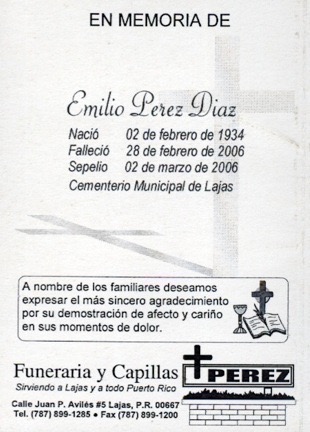 EN MEMORIA DE
Emilio Perez Diaz
Nació 02 de febrero de 1934
Falleció 28 de febrero de 2006
Sepelio 02 de marzo de 2006
Cementerio Municipal de Lajas
A nombre de los familiares deseamos
expresar el más sincero agradecimiento
por su demostración de afecto y cariño
en sus momentos de dolor.
Funeraria y Capillas PEREZ
Sirviendo a Lajas y a todo Puerto Rico
Calle Juan P. Avilés #5 Lajas, P.R. 00667
Tel. (787) 899-1285 • Fax (787) 899-1200